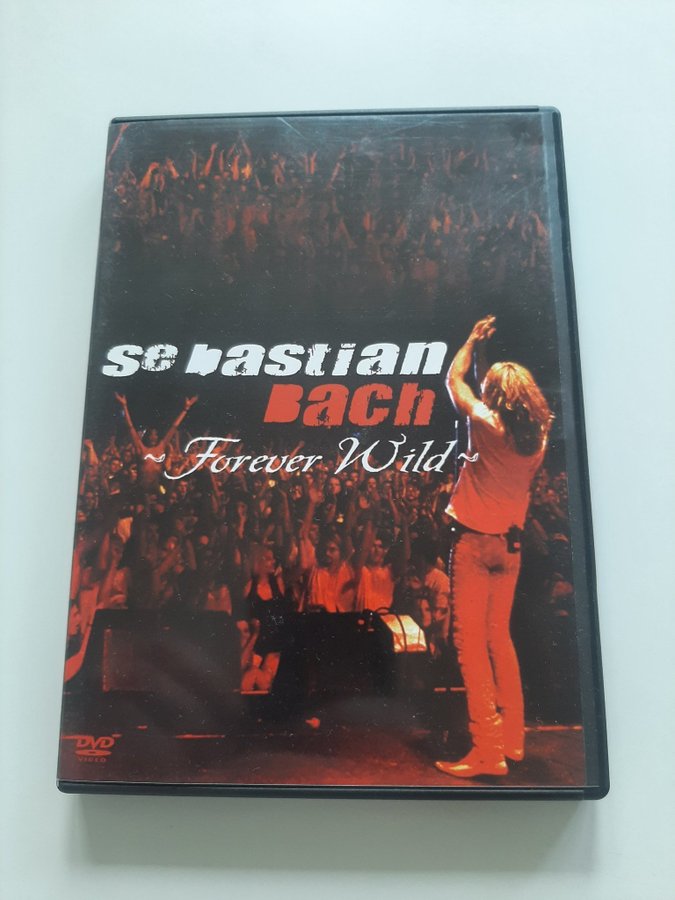 sebastian
Bach
~ Forever Wild ~
DVD
VIDEO